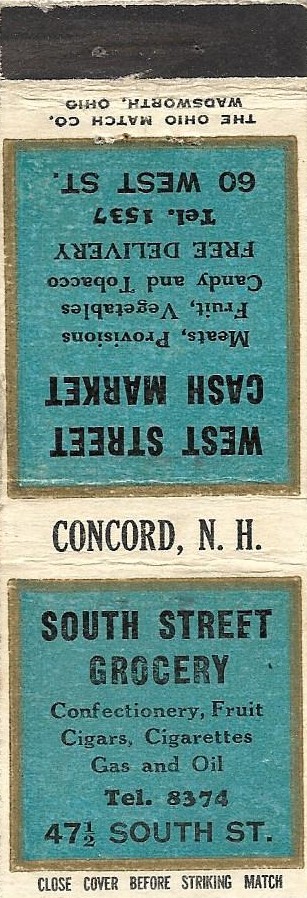 THE OHIO MATCH CO.
WADSWORTH, OHIO
WEST STREET
CASH MARKET
Meats, Provisions
Fruit, Vegetables
Candy and Tobacco
FREE DELIVERY
Tel. 1537
60 WEST ST.
CONCORD, N. H.
SOUTH STREET
GROCERY
Confectionery, Fruit
Cigars, Cigarettes
Gas and Oil
Tel. 8374
47½ SOUTH ST.
CLOSE COVER BEFORE STRIKING MATCH